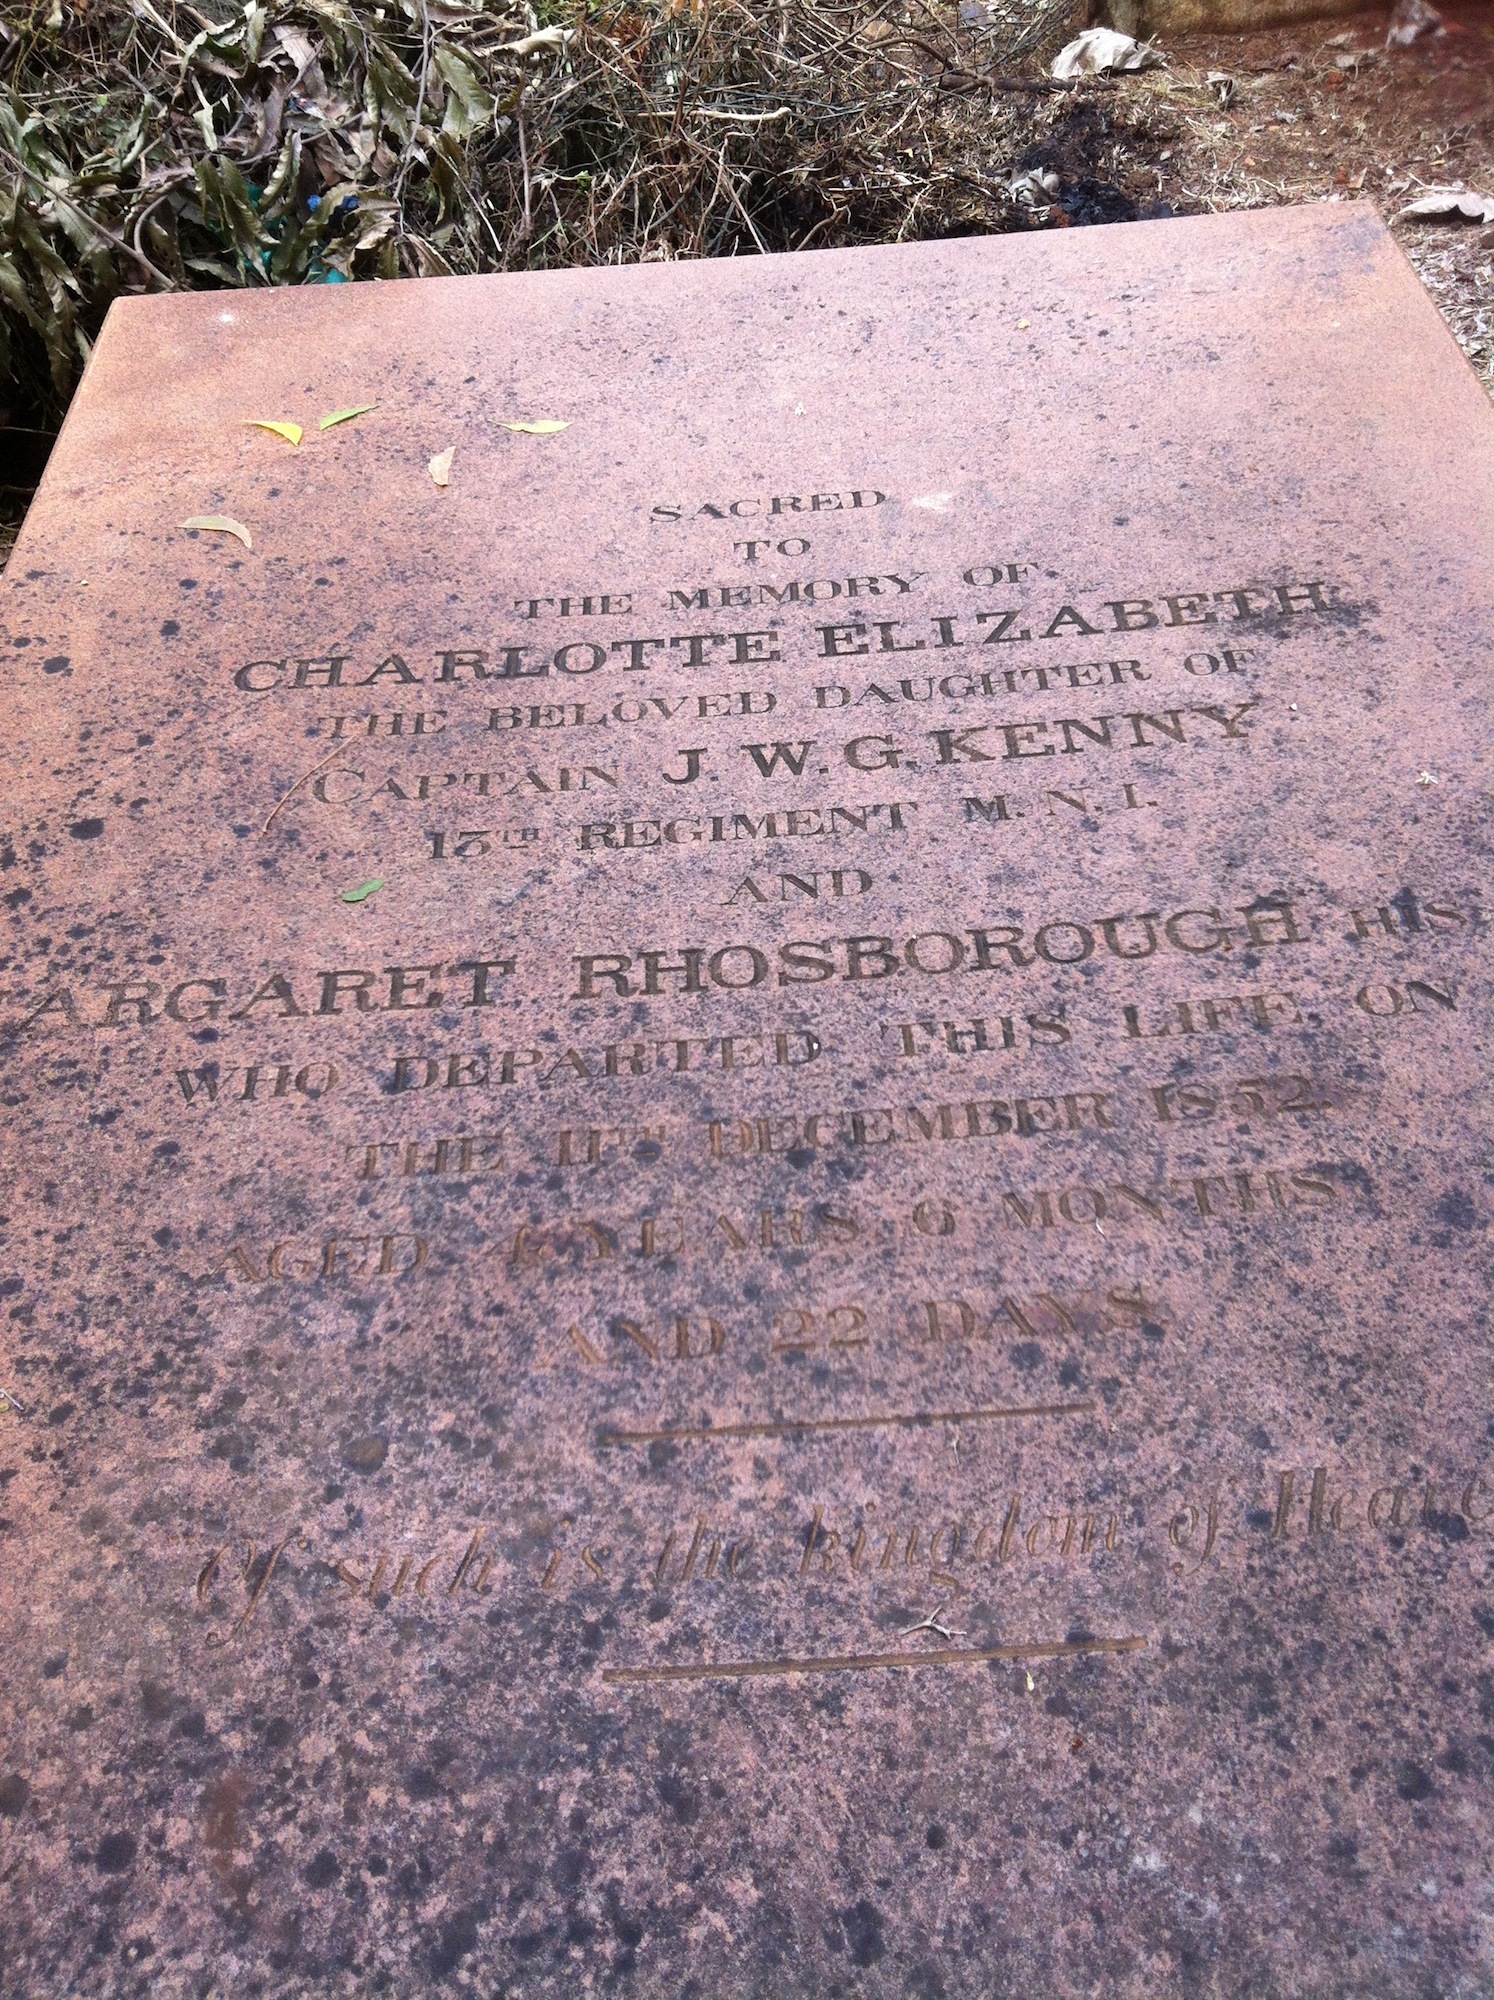 SACRED
TO
THE MEMORY OF
CHARLOTTE ELIZABETH
THE BELOVED DAUGHTER OF
CAPTAIN J. W. G. KENNY
13TH REGIMENT M. N. I.
AND
ARGARET RHOSBOROUGH HIS
WHO DEPARTED THIS LIFE ON
THE 11TH DECEMBER 1852.
AGED 4 YEARS. 6 MONTHS
AND 22 DAYS.
"Of such is the kingdom of Heave